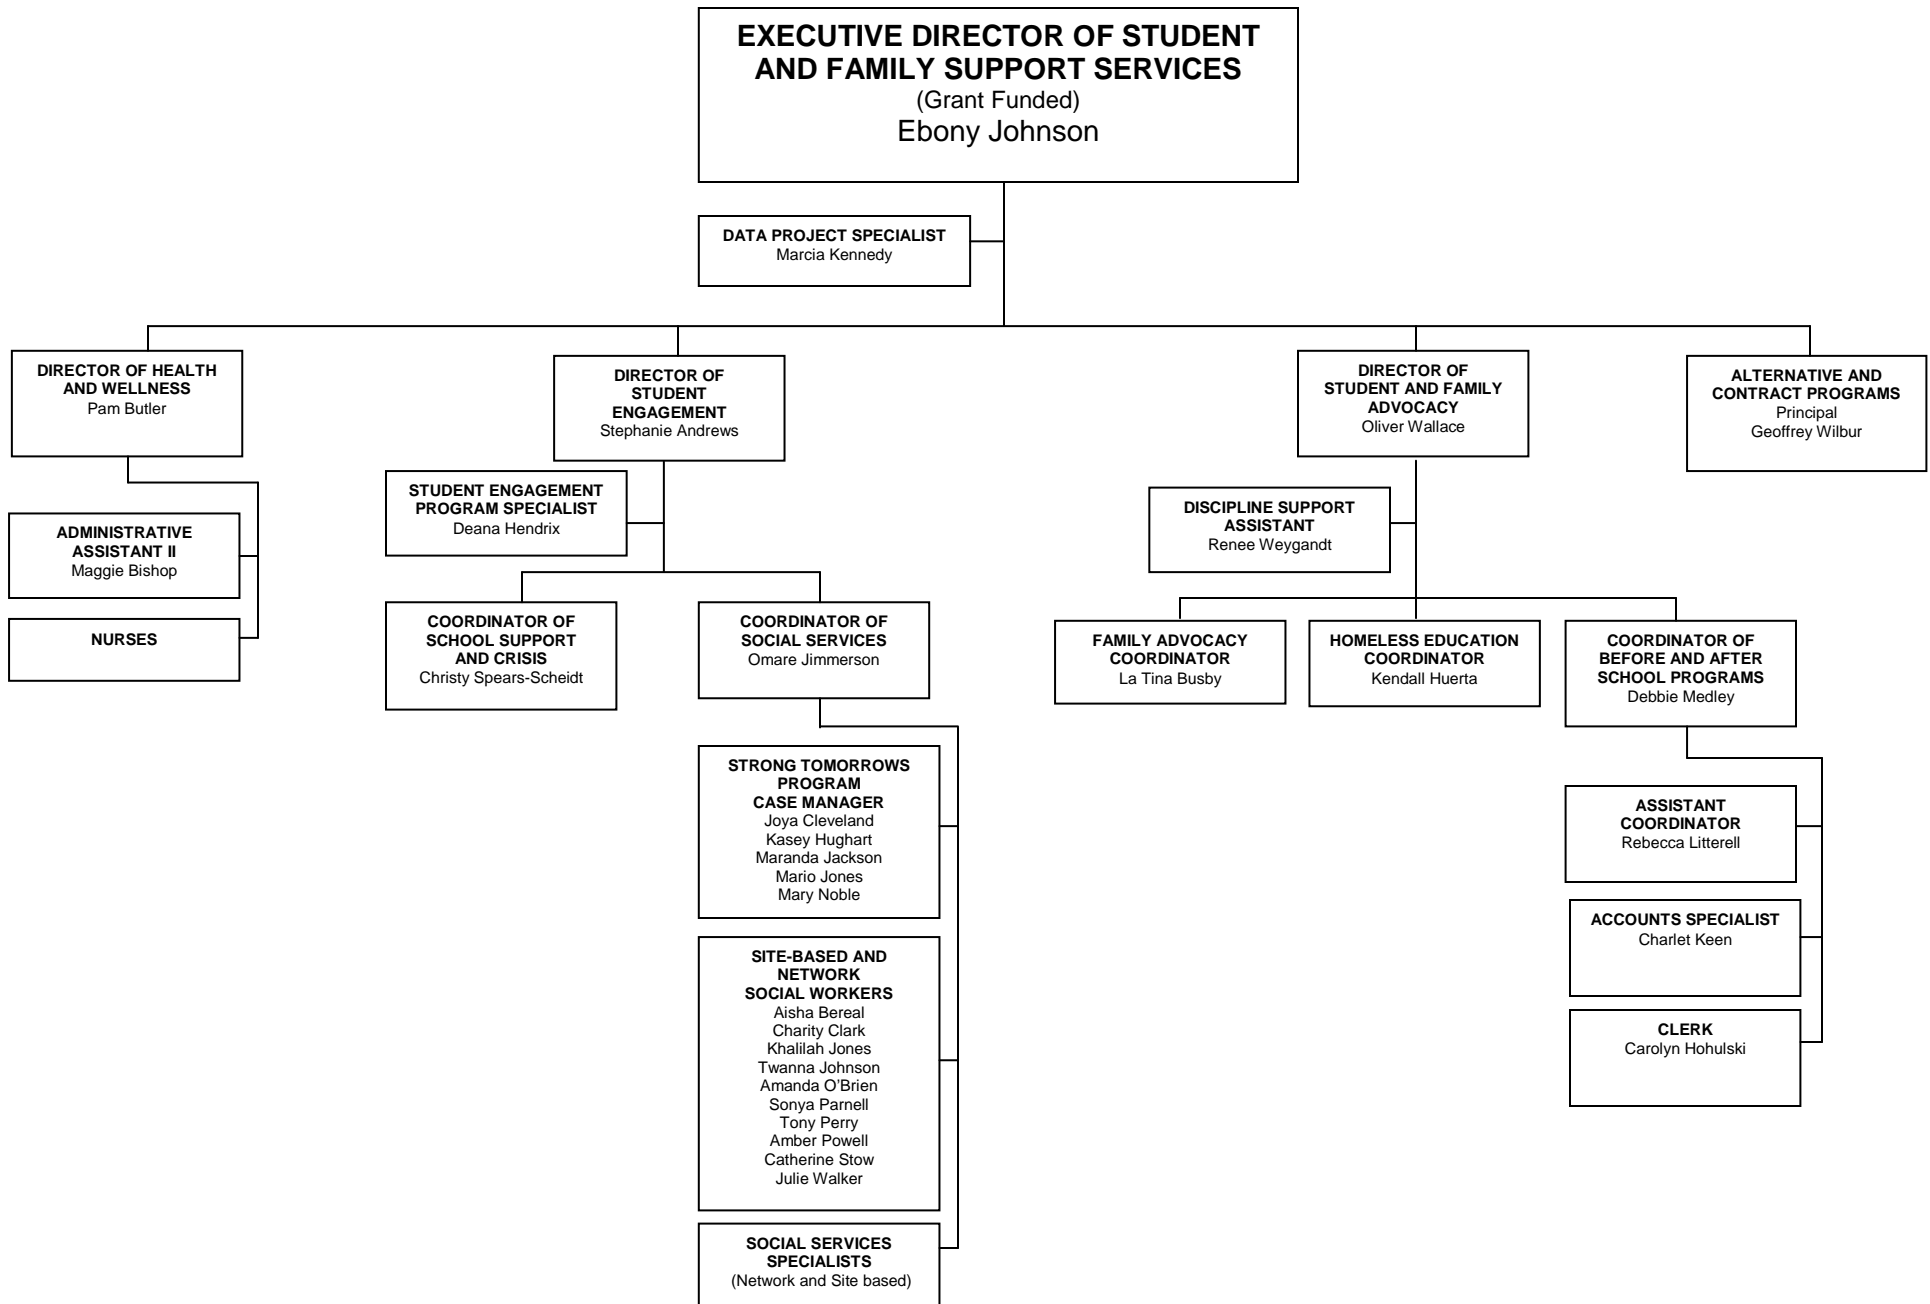 EXECUTIVE DIRECTOR OF STUDENT
AND FAMILY SUPPORT SERVICES
(Grant Funded)
Ebony Johnson
DATA PROJECT SPECIALIST
Marcia Kennedy
DIRECTOR OF HEALTH
AND WELLNESS
Pam Butler
ADMINISTRATIVE
ASSISTANT II
Maggie Bishop
NURSES
DIRECTOR OF
STUDENT
ENGAGEMENT
Stephanie Andrews
STUDENT ENGAGEMENT
PROGRAM SPECIALIST
Deana Hendrix
COORDINATOR OF
SCHOOL SUPPORT
AND CRISIS
Christy Spears-Scheidt
COORDINATOR OF
SOCIAL SERVICES
Omare Jimmerson
STRONG TOMORROWS
PROGRAM
CASE MANAGER
Joya Cleveland
Kasey Hughart
Maranda Jackson
Mario Jones
Mary Noble
SITE-BASED AND
NETWORK
SOCIAL WORKERS
Aisha Bereal
Charity Clark
Khalilah Jones
Twanna Johnson
Amanda O’Brien
Sonya Parnell
Tony Perry
Amber Powell
Catherine Stow
Julie Walker
SOCIAL SERVICES
SPECIALISTS
(Network and Site based)
DIRECTOR OF
STUDENT AND FAMILY
ADVOCACY
Oliver Wallace
DISCIPLINE SUPPORT
ASSISTANT
Renee Weygandt
FAMILY ADVOCACY
COORDINATOR
La Tina Busby
HOMELESS EDUCATION
COORDINATOR
Kendall Huerta
COORDINATOR OF
BEFORE AND AFTER
SCHOOL PROGRAMS
Debbie Medley
ASSISTANT
COORDINATOR
Rebecca Litterell
ACCOUNTS SPECIALIST
Charlet Keen
CLERK
Carolyn Hohulski
ALTERNATIVE AND
CONTRACT PROGRAMS
Principal
Geoffrey Wilbur